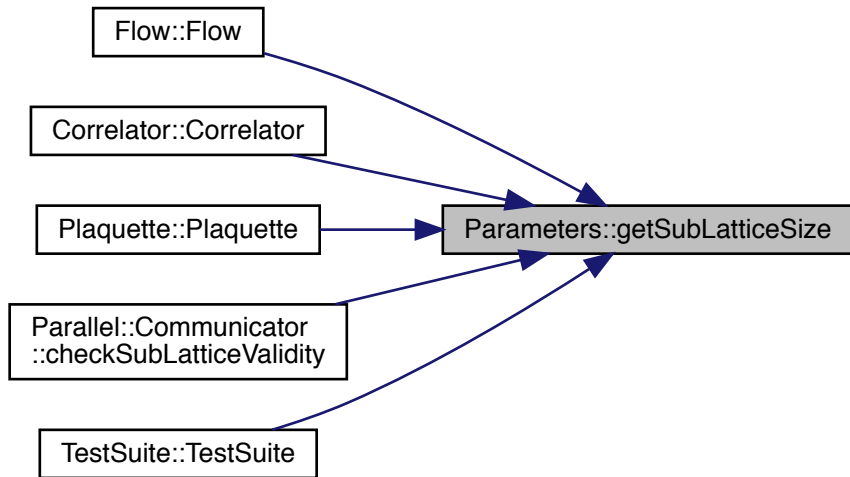 Flow::Flow
Correlator::Correlator
Plaquette::Plaquette
Parameters::getSubLatticeSize
Parallel::Communicator
::checkSubLatticeValidity
TestSuite::TestSuite